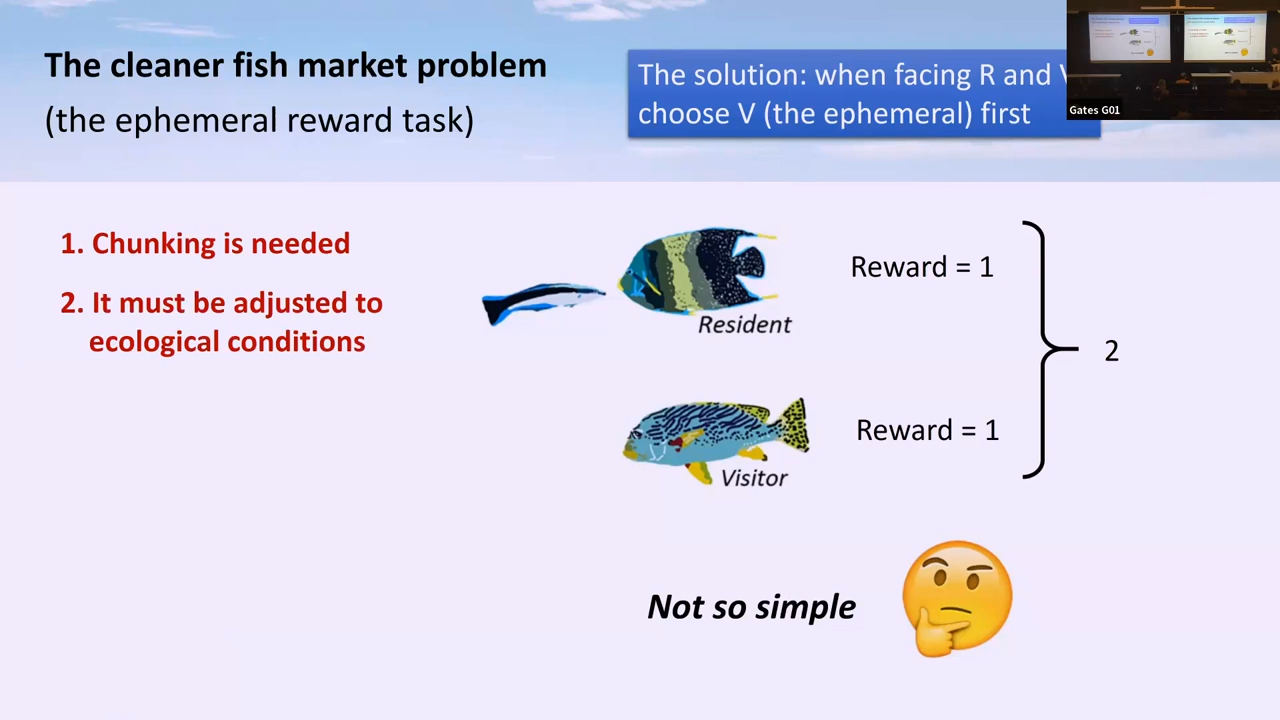 The cleaner fish market problem
(the ephemeral reward task)
The solution: when facing R and
choose V (the ephemeral) first
Gates G01
1. Chunking is needed
2. It must be adjusted to
ecological conditions
Reward = 1
Resident
2
Reward = 1
Visitor
Not so simple